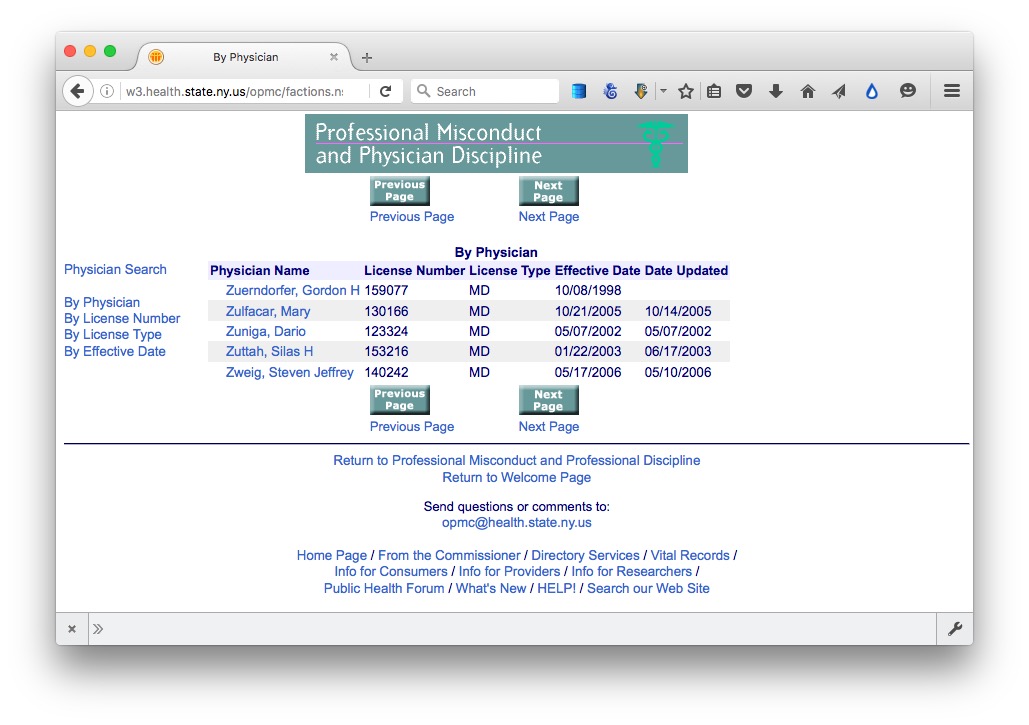 By Physician
w3.health.state.ny.us/opmc/factions.n
Search
Professional Misconduct
and Physician Discipline
Previous Page Next Page
Previous Page Next Page
By Physician
Physician Search
By Physician
By License Number
By License Type
By Effective Date
Physician Name License Number License Type Effective Date Date Updated
Zuerndorfer, Gordon H 159077 MD 10/08/1998
Zulfacar, Mary 130166 MD 10/21/2005 10/14/2005
Zuniga, Dario 123324 MD 05/07/2002 05/07/2002
Zuttah, Silas H 153216 MD 01/22/2003 06/17/2003
Zweig, Steven Jeffrey 140242 MD 05/17/2006 05/10/2006
Previous Page Next Page
Previous Page Next Page
Return to Professional Misconduct and Professional Discipline
Return to Welcome Page
Send questions or comments to:
opmc@health.state.ny.us
Home Page / From the Commissioner / Directory Services / Vital Records /
Info for Consumers / Info for Providers / Info for Researchers /
Public Health Forum / What's New / HELP! / Search our Web Site